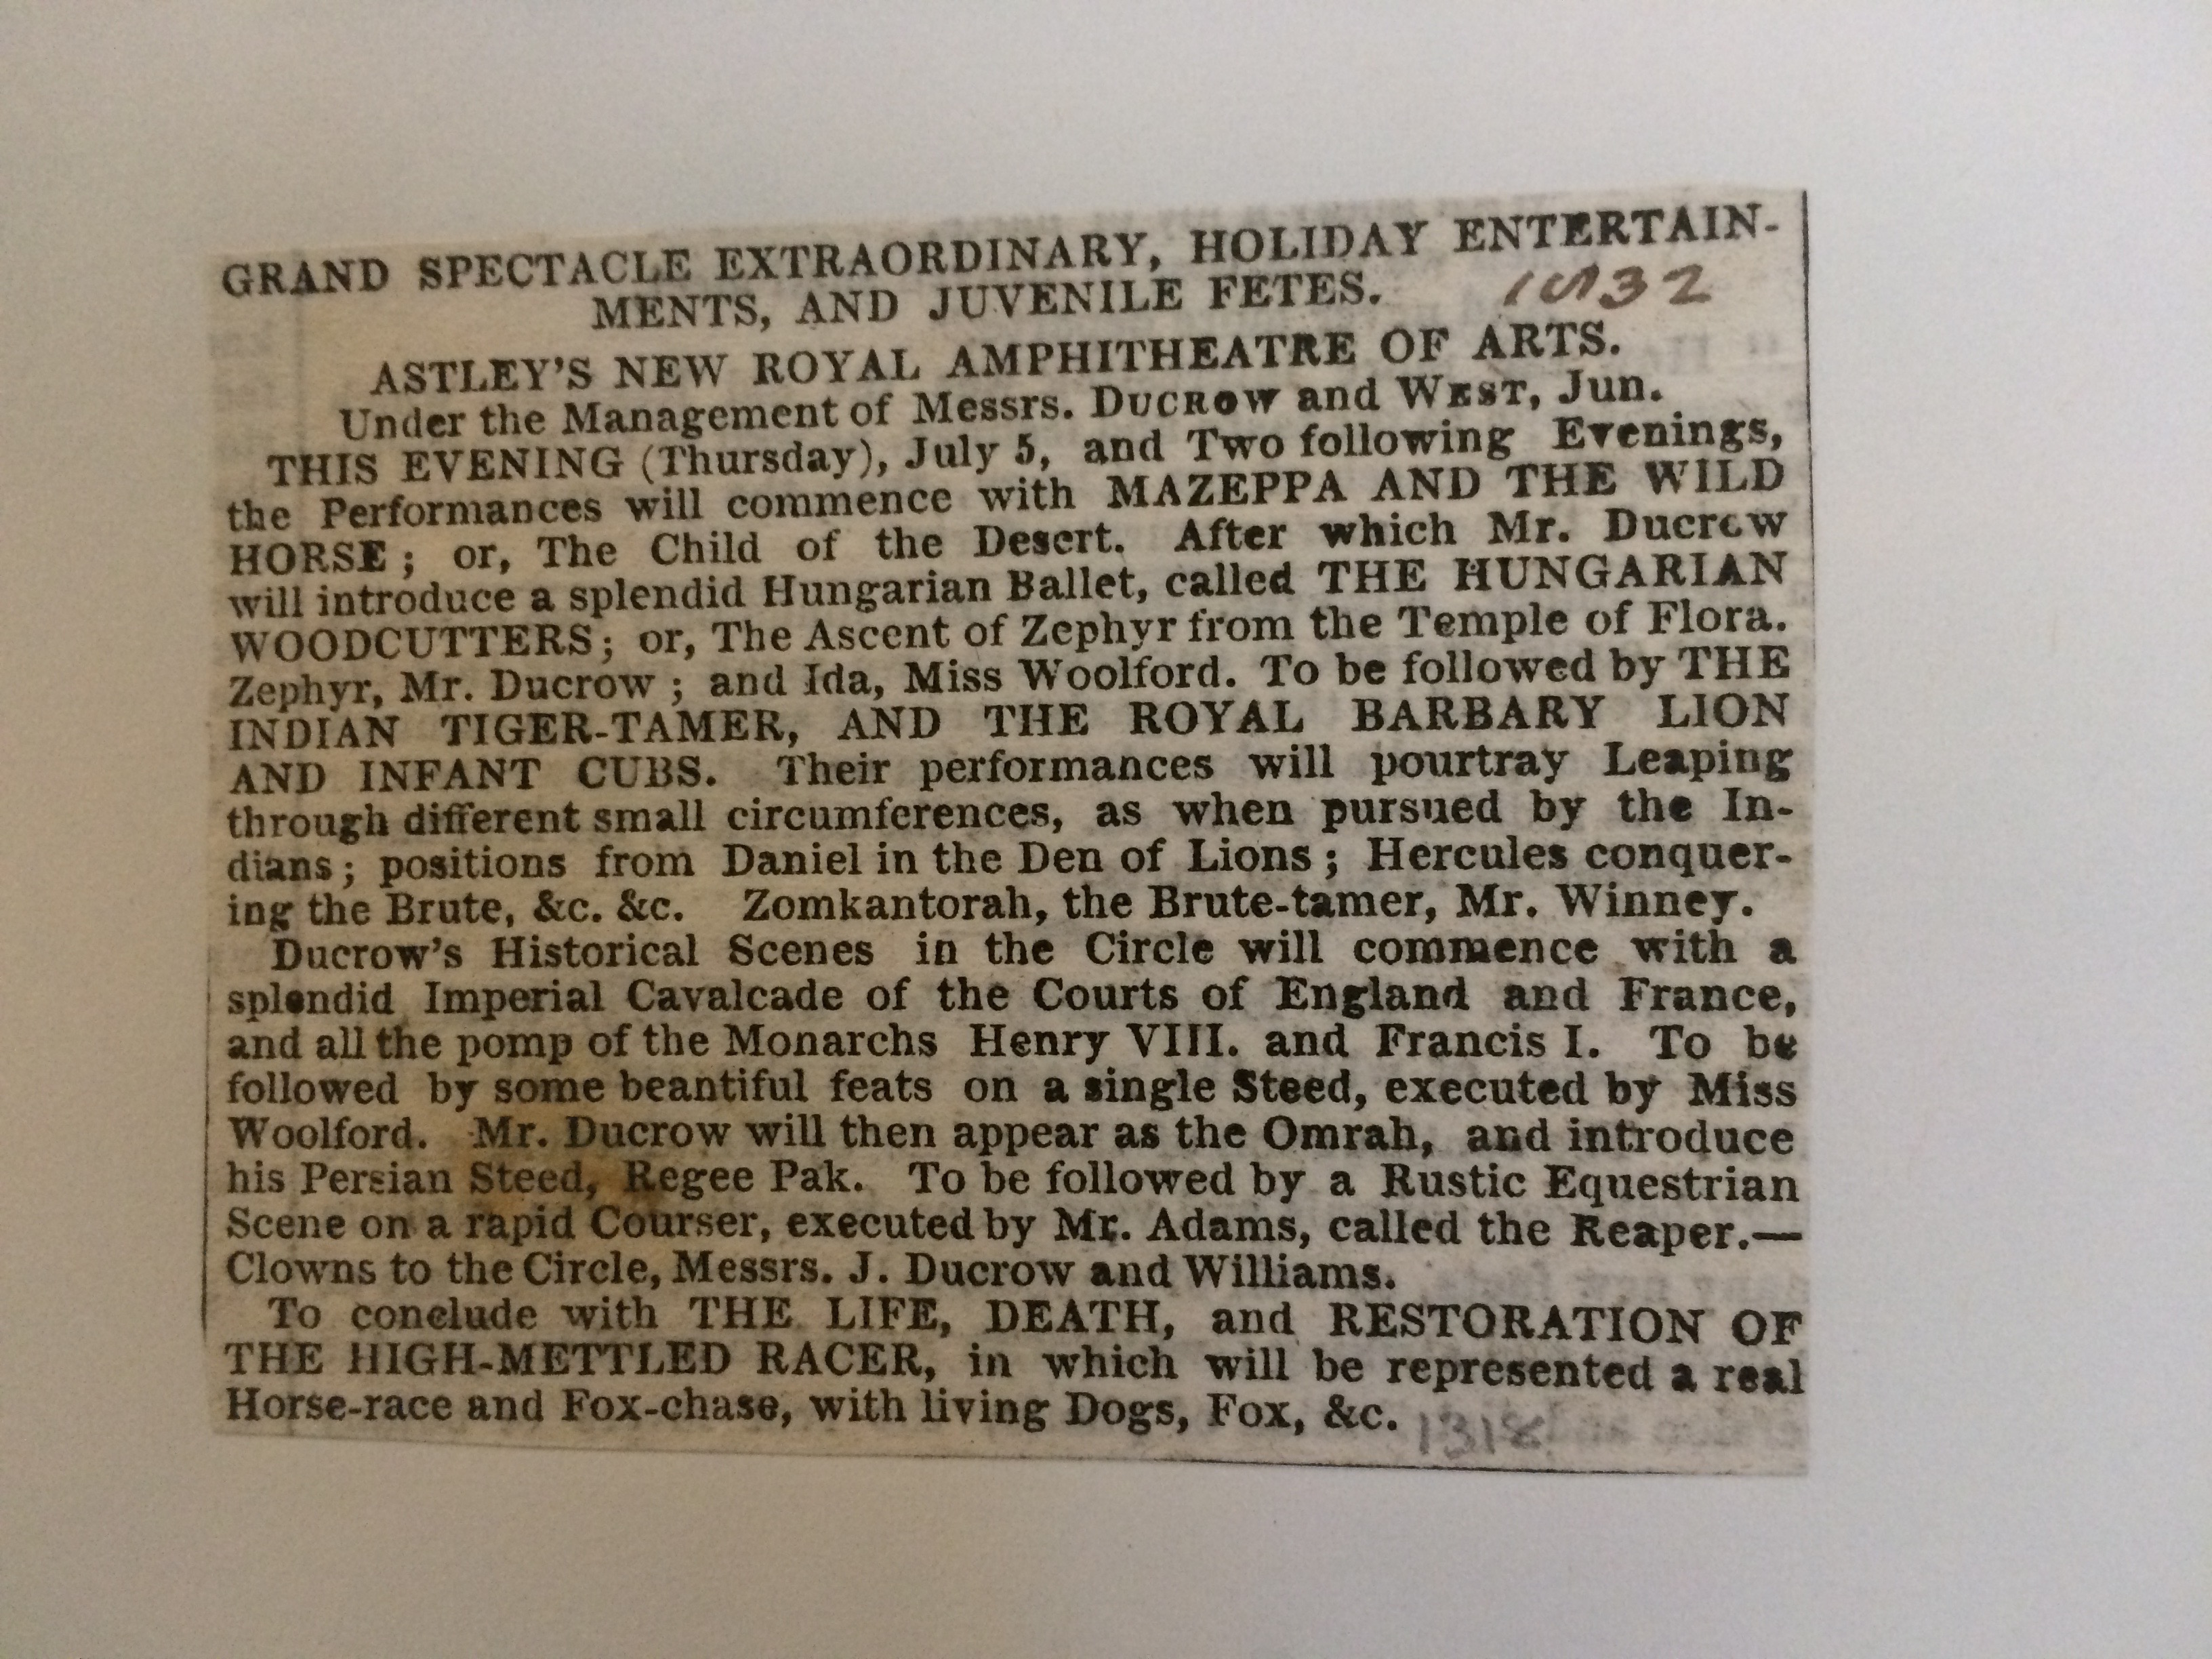 GRAND SPECTACLE EXTRAORDINARY, HOLIDAY ENTERTAIN-
MENTS, AND JUVENILE FETES.
1832
ASTLEY'S NEW ROYAL AMPHITHEATRE OF ARTS.
Under the Management of Messrs. DUCROW and WEST, Jun.
THIS EVENING (Thursday), July 5, and Two following Evenings,
the Performances will commence with MAZEPPA AND THE WILD
HORSE; or, The Child of the Desert. After which Mr. Ducrow
will introduce a splendid Hungarian Ballet, called THE HUNGARIAN
WOODCUTTERS; or, The Ascent of Zephyr from the Temple of Flora.
Zephyr, Mr. Ducrow; and Ida, Miss Woolford. To be followed by THE
INDIAN TIGER-TAMER, AND THE ROYAL BARBARY LION
AND INFANT CUBS. Their performances will pourtray Leaping
through different small circumferences, as when pursued by the In-
dians; positions from Daniel in the Den of Lions; Hercules conquer-
ing the Brute, &c. &c. Zomkantorah, the Brute-tamer, Mr. Winney.
Ducrow's Historical Scenes in the Circle will commence with a
splendid Imperial Cavalcade of the Courts of England and France,
and all the pomp of the Monarchs Henry VIII. and Francis I. To be
followed by some beantiful feats on a single Steed, executed by Miss
Woolford. Mr. Ducrow will then appear as the Omrah, and introduce
his Persian Steed, Regee Pak. To be followed by a Rustic Equestrian
Scene on a rapid Courser, executed by Mr. Adams, called the Reaper.—
Clowns to the Circle, Messrs. J. Ducrow and Williams.
To conclude with THE LIFE, DEATH, and RESTORATION OF
THE HIGH-METTLED RACER, in which will be represented a real
Horse-race and Fox-chase, with living Dogs, Fox, &c.
1318